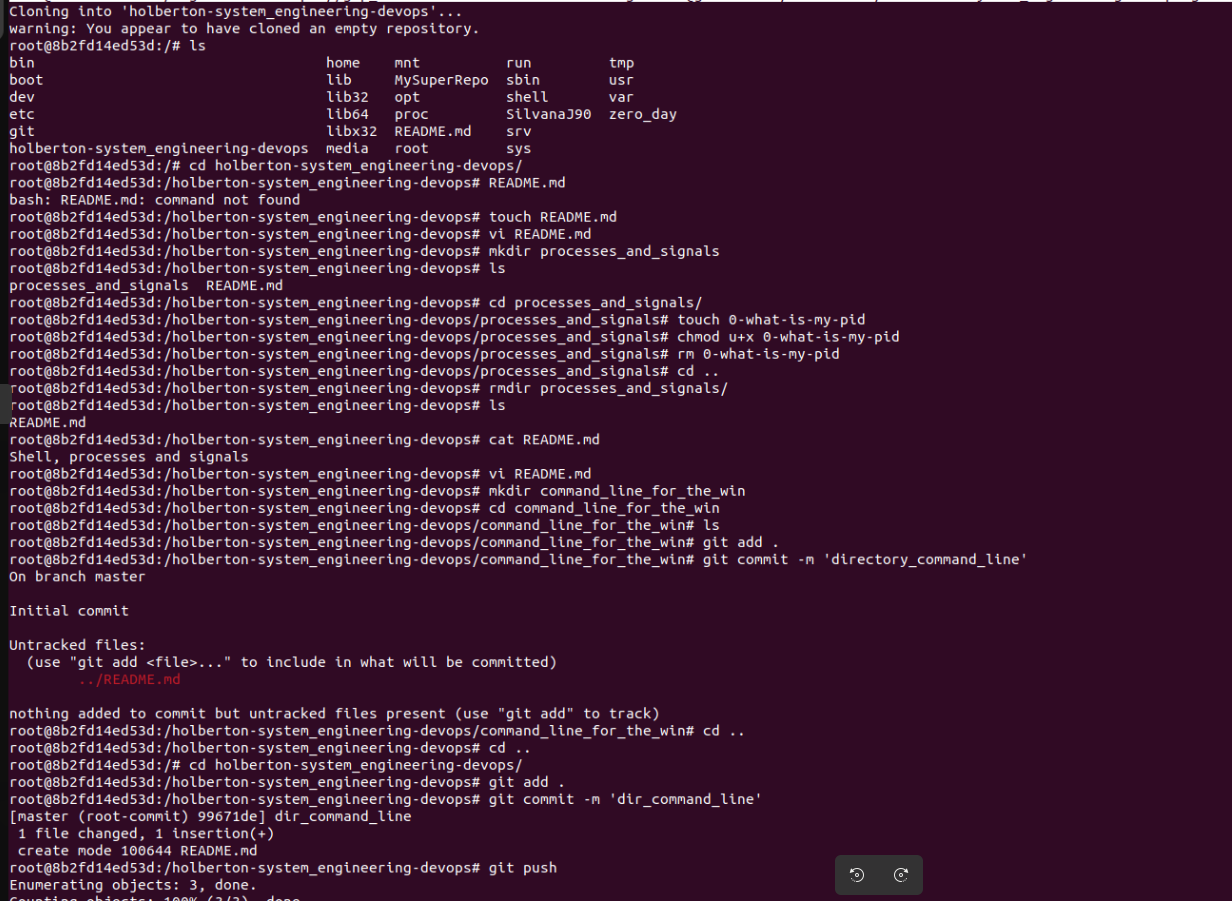 Cloning into 'holberton-system_engineering-devops'...
warning: You appear to have cloned an empty repository.
root@8b2fd14ed53d:/# ls
bin home mnt run tmp
boot lib MySuperRepo sbin usr
dev lib32 opt shell var
etc lib64 proc SilvanaJ90 zero_day
git libx32 README.md srv
holberton-system_engineering-devops media root sys
root@8b2fd14ed53d:/# cd holberton-system_engineering-devops/
root@8b2fd14ed53d:/holberton-system_engineering-devops# README.md
bash: README.md: command not found
root@8b2fd14ed53d:/holberton-system_engineering-devops# touch README.md
root@8b2fd14ed53d:/holberton-system_engineering-devops# vi README.md
root@8b2fd14ed53d:/holberton-system_engineering-devops# mkdir processes_and_signals
root@8b2fd14ed53d:/holberton-system_engineering-devops# ls
processes_and_signals README.md
root@8b2fd14ed53d:/holberton-system_engineering-devops# cd processes_and_signals/
root@8b2fd14ed53d:/holberton-system_engineering-devops/processes_and_signals# touch 0-what-is-my-pid
root@8b2fd14ed53d:/holberton-system_engineering-devops/processes_and_signals# chmod u+x 0-what-is-my-pid
root@8b2fd14ed53d:/holberton-system_engineering-devops/processes_and_signals# rm 0-what-is-my-pid
root@8b2fd14ed53d:/holberton-system_engineering-devops/processes_and_signals# cd ..
root@8b2fd14ed53d:/holberton-system_engineering-devops# rmdir processes_and_signals/
root@8b2fd14ed53d:/holberton-system_engineering-devops# ls
README.md
root@8b2fd14ed53d:/holberton-system_engineering-devops# cat README.md
Shell, processes and signals
root@8b2fd14ed53d:/holberton-system_engineering-devops# vi README.md
root@8b2fd14ed53d:/holberton-system_engineering-devops# mkdir command_line_for_the_win
root@8b2fd14ed53d:/holberton-system_engineering-devops# cd command_line_for_the_win
root@8b2fd14ed53d:/holberton-system_engineering-devops/command_line_for_the_win# ls
root@8b2fd14ed53d:/holberton-system_engineering-devops/command_line_for_the_win# git add .
root@8b2fd14ed53d:/holberton-system_engineering-devops/command_line_for_the_win# git commit -m 'directory_command_line'
On branch master
Initial commit
Untracked files:
(use "git add <file>..." to include in what will be committed)
../README.md
nothing added to commit but untracked files present (use "git add" to track)
root@8b2fd14ed53d:/holberton-system_engineering-devops/command_line_for_the_win# cd ..
root@8b2fd14ed53d:/holberton-system_engineering-devops# cd ..
root@8b2fd14ed53d:/# cd holberton-system_engineering-devops/
root@8b2fd14ed53d:/holberton-system_engineering-devops# git add .
root@8b2fd14ed53d:/holberton-system_engineering-devops# git commit -m 'dir_command_line'
[master (root-commit) 99671de] dir_command_line
1 file changed, 1 insertion(+)
create mode 100644 README.md
root@8b2fd14ed53d:/holberton-system_engineering-devops# git push
Enumerating objects: 3, done.
Counting objects: 100% (3/3), done.